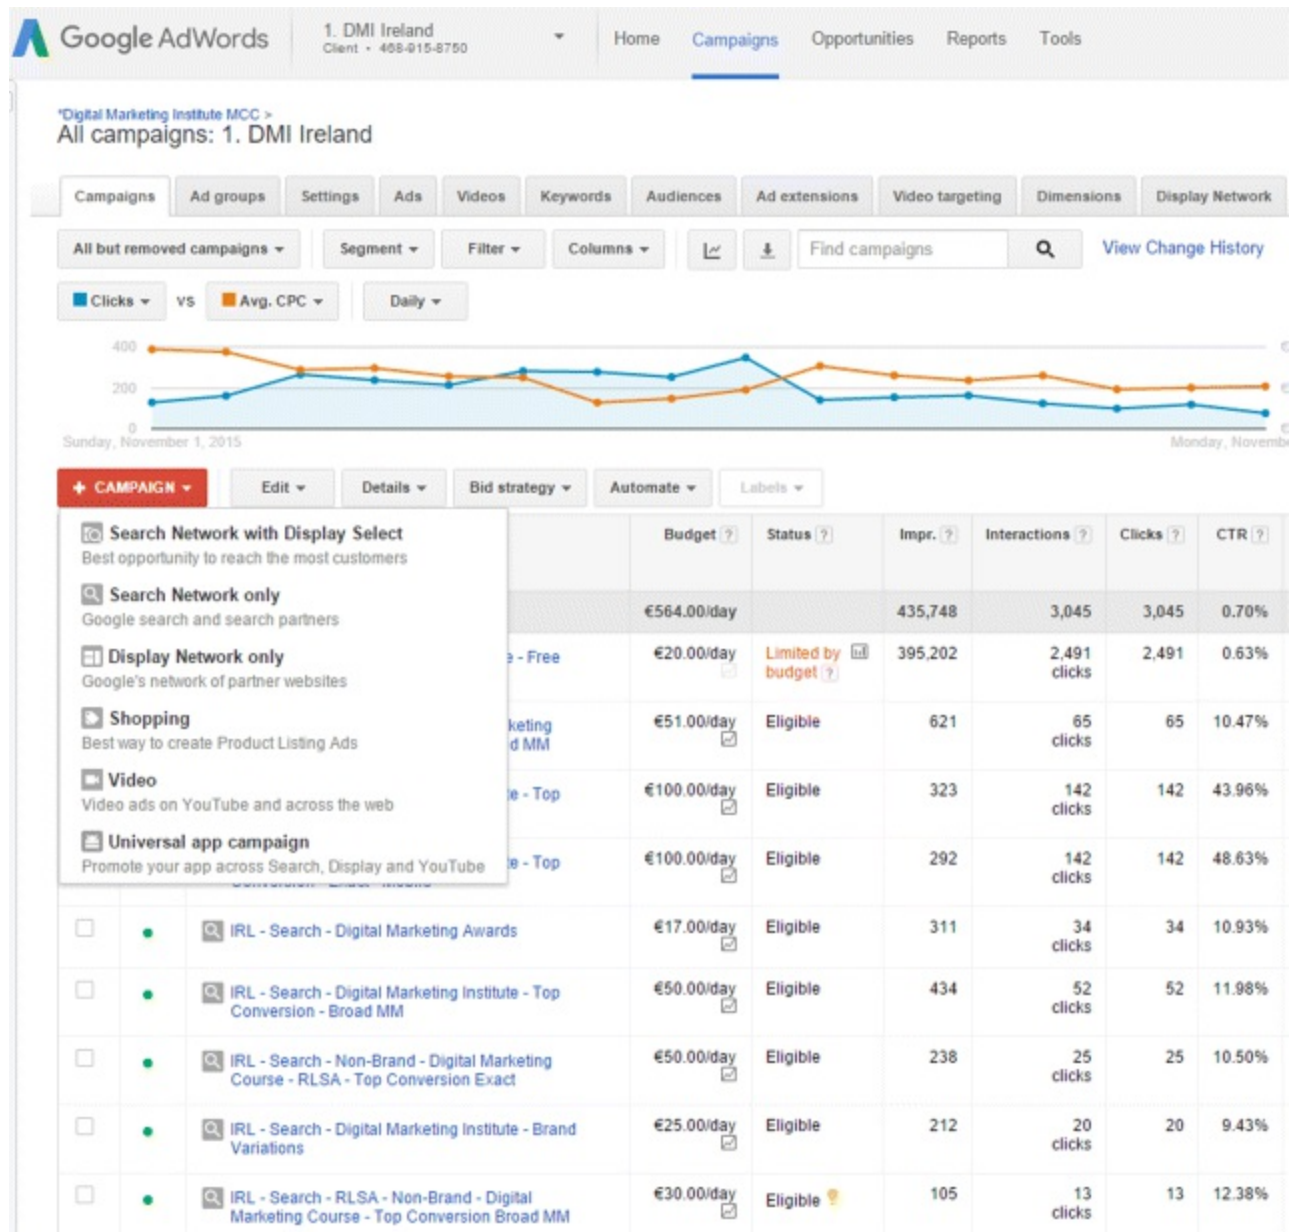 Google AdWords
1. DMI Ireland
Client • 468-915-8750
Home Campaigns Opportunities Reports Tools
*Digital Marketing Institute MCC >
All campaigns: 1. DMI Ireland
Campaigns Ad groups Settings Ads Videos Keywords Audiences Ad extensions Video targeting Dimensions Display Network
All but removed campaigns Segment Filter Columns Find campaigns View Change History
Clicks vs Avg. CPC Daily
400 €
200 €
0 €
Sunday, November 1, 2015 Monday, Novemb
+ CAMPAIGN Edit Details Bid strategy Automate Labels
Search Network with Display Select
Best opportunity to reach the most customers
Search Network only
Google search and search partners
Display Network only
Google's network of partner websites
Shopping
Best way to create Product Listing Ads
Video
Video ads on YouTube and across the web
Universal app campaign
Promote your app across Search, Display and YouTube
Budget ? Status ? Impr. ? Interactions ? Clicks ? CTR ?
€564.00/day 435,748 3,045 3,045 0.70%
- Free €20.00/day Limited by 395,202 2,491 2,491 0.63%
budget ? clicks
keting €51.00/day Eligible 621 65 65 10.47%
d MM clicks
te - Top €100.00/day Eligible 323 142 142 43.96%
clicks
te - Top €100.00/day Eligible 292 142 142 48.63%
clicks
IRL - Search - Digital Marketing Awards €17.00/day Eligible 311 34 34 10.93%
clicks
IRL - Search - Digital Marketing Institute - Top €50.00/day Eligible 434 52 52 11.98%
Conversion - Broad MM clicks
IRL - Search - Non-Brand - Digital Marketing €50.00/day Eligible 238 25 25 10.50%
Course - RLSA - Top Conversion Exact clicks
IRL - Search - Digital Marketing Institute - Brand €25.00/day Eligible 212 20 20 9.43%
Variations clicks
IRL - Search - RLSA - Non-Brand - Digital €30.00/day Eligible 105 13 13 12.38%
Marketing Course - Top Conversion Broad MM clicks